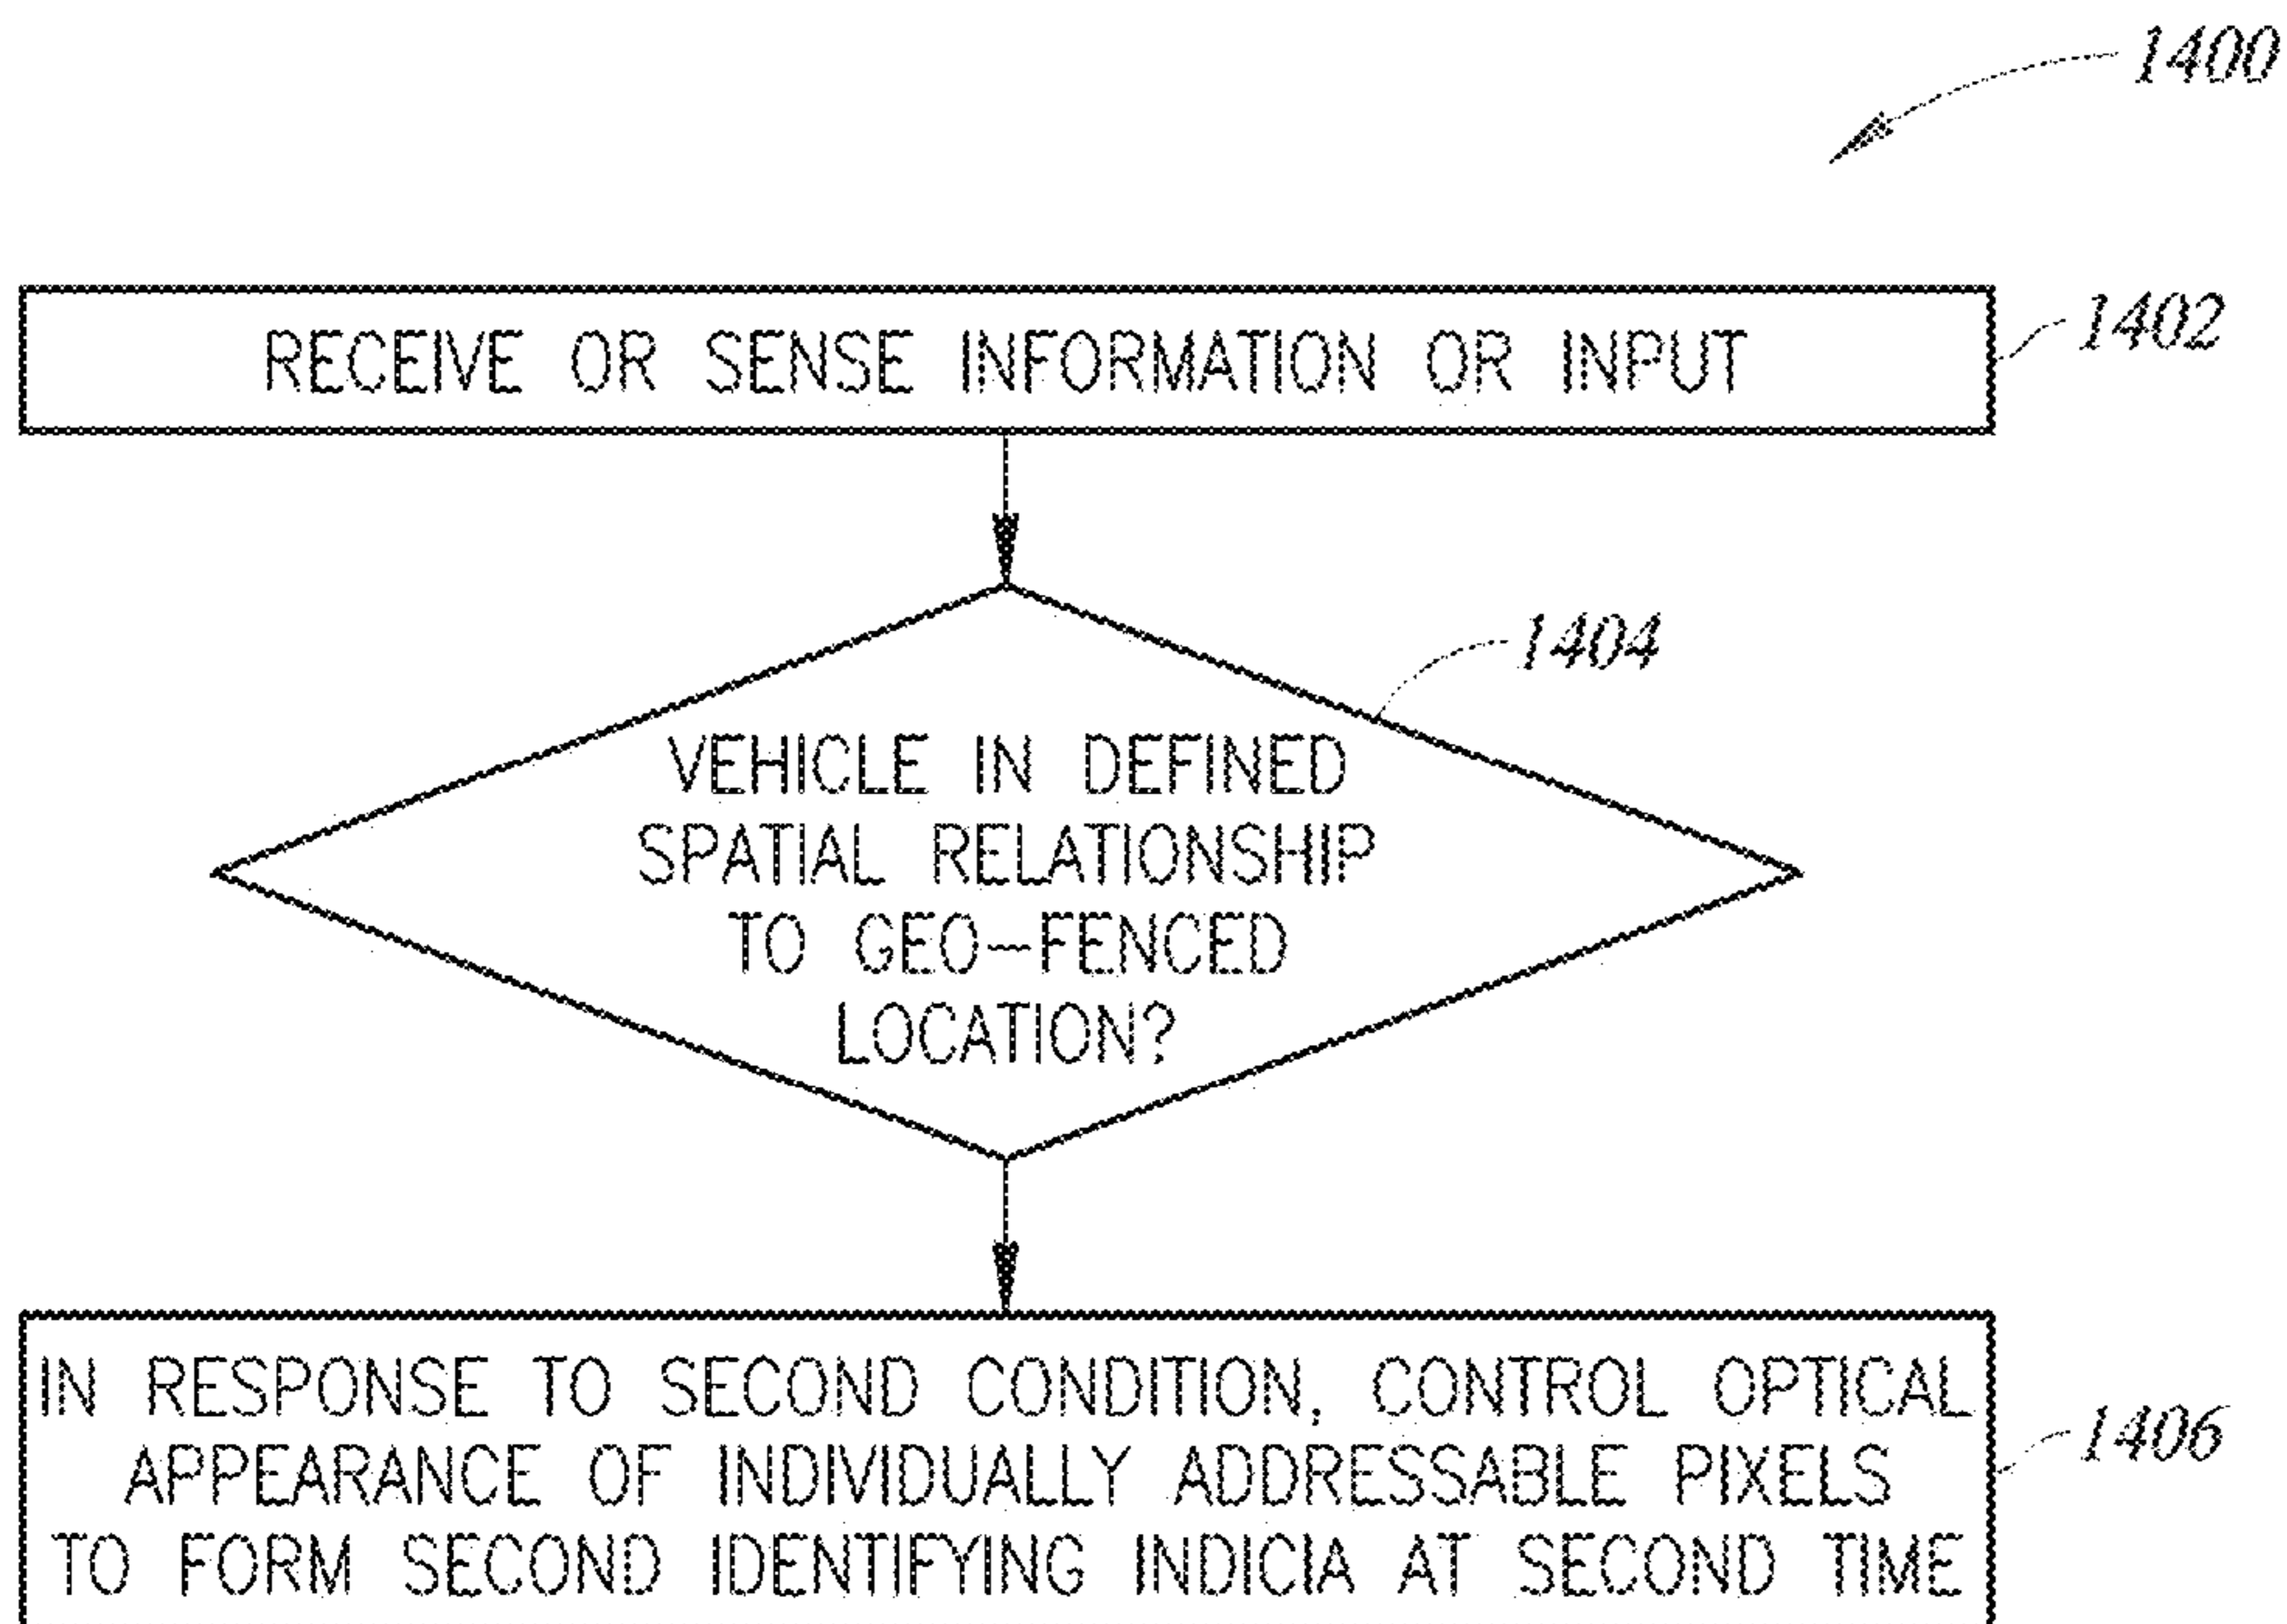 1400
RECEIVE OR SENSE INFORMATION OR INPUT
1402
1404
VEHICLE IN DEFINED
SPATIAL RELATIONSHIP
TO GEO-FENCED
LOCATION?
IN RESPONSE TO SECOND CONDITION, CONTROL OPTICAL
APPEARANCE OF INDIVIDUALLY ADDRESSABLE PIXELS
TO FORM SECOND IDENTIFYING INDICIA AT SECOND TIME
1406